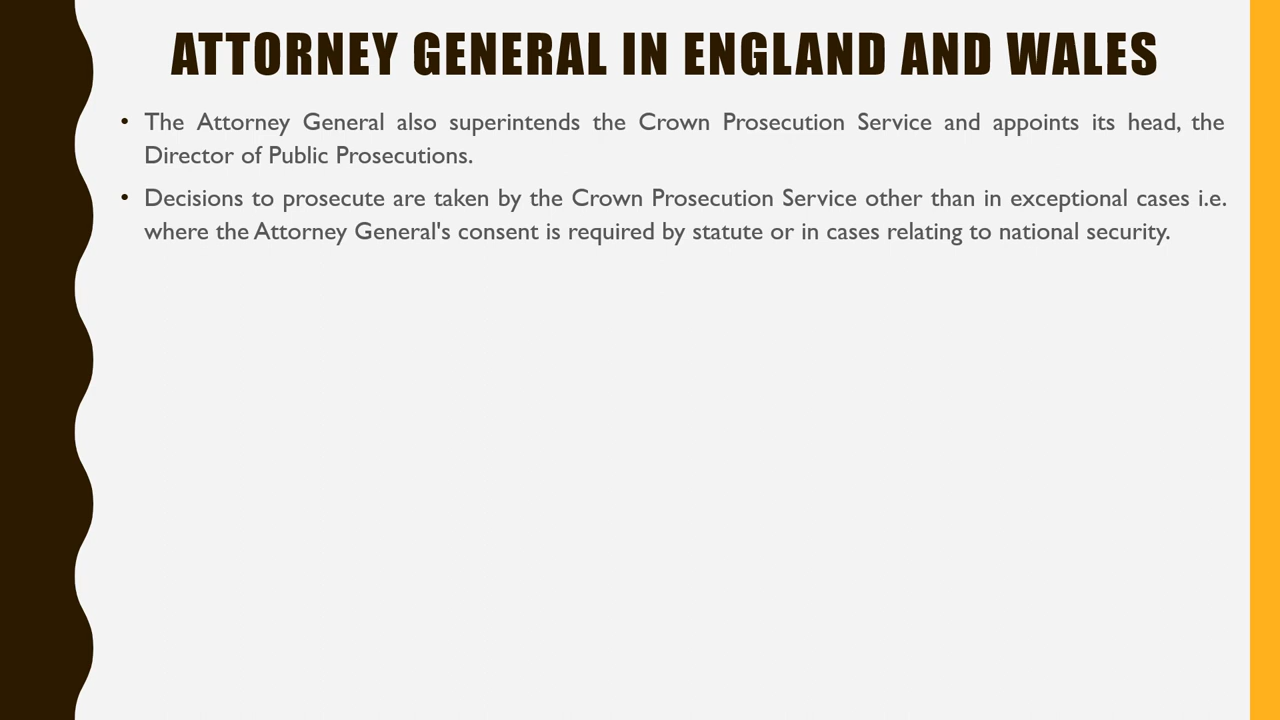 ATTORNEY GENERAL IN ENGLAND AND WALES
• The Attorney General also superintends the Crown Prosecution Service and appoints its head, the
Director of Public Prosecutions.
• Decisions to prosecute are taken by the Crown Prosecution Service other than in exceptional cases i.e.
where the Attorney General's consent is required by statute or in cases relating to national security.